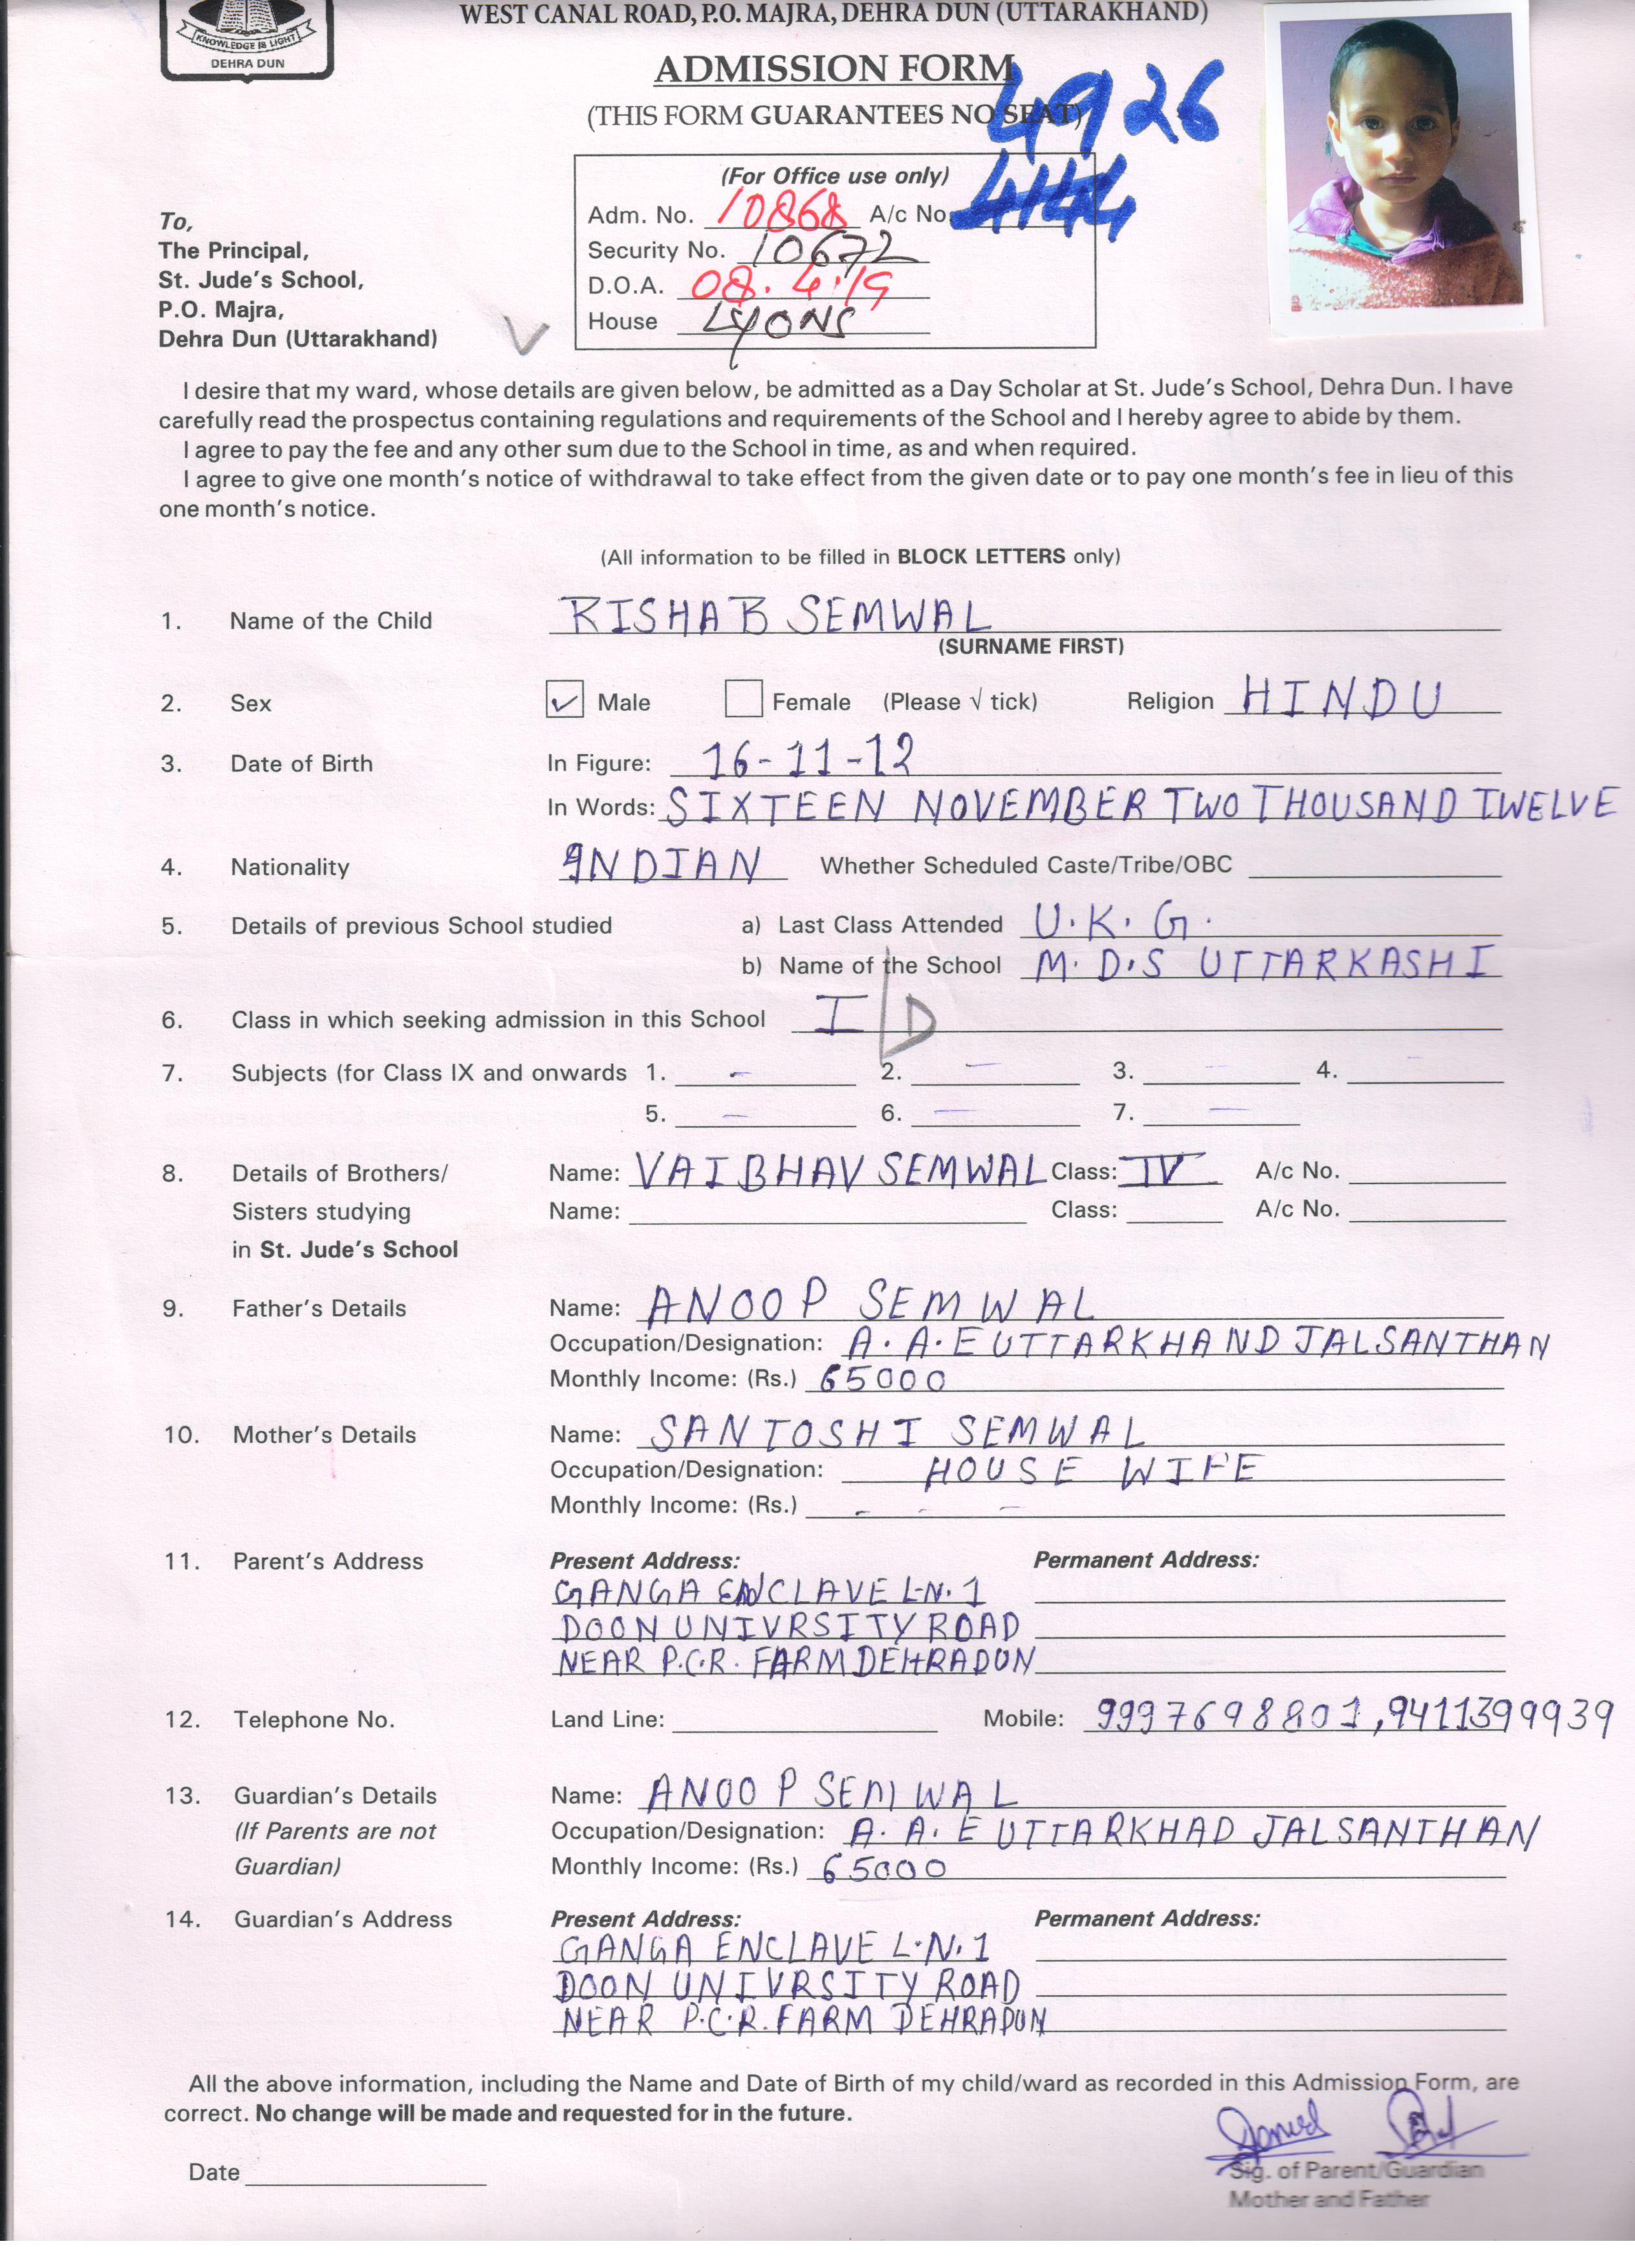 KNOWLEDGE IS LIGHT
DEHRA DUN
WEST CANAL ROAD, P.O. MAJRA, DEHRA DUN (UTTARAKHAND)
ADMISSION FORM
(THIS FORM GUARANTEES NO SEAT)
4926
(For Office use only)
Adm. No. 10868 A/c No. 4144
Security No. 10672
D.O.A. 08.4.19
House LYONS
To,
The Principal,
St. Jude's School,
P.O. Majra,
Dehra Dun (Uttarakhand)
I desire that my ward, whose details are given below, be admitted as a Day Scholar at St. Jude's School, Dehra Dun. I have
carefully read the prospectus containing regulations and requirements of the School and I hereby agree to abide by them.
I agree to pay the fee and any other sum due to the School in time, as and when required.
I agree to give one month's notice of withdrawal to take effect from the given date or to pay one month's fee in lieu of this
one month's notice.
(All information to be filled in BLOCK LETTERS only)
1. Name of the Child RISHAB SEMWAL
(SURNAME FIRST)
2. Sex ✓ Male Female (Please √ tick) Religion HINDU
3. Date of Birth In Figure: 16-11-12
In Words: SIXTEEN NOVEMBER TWO THOUSAND TWELVE
4. Nationality INDIAN Whether Scheduled Caste/Tribe/OBC
5. Details of previous School studied a) Last Class Attended U.K.G.
b) Name of the School M.D.S UTTARKASHI
6. Class in which seeking admission in this School I/D
7. Subjects (for Class IX and onwards 1. - 2. - 3. - 4. -
5. - 6. - 7. -
8. Details of Brothers/ Name: VAIBHAV SEMWAL Class: IV A/c No.
Sisters studying Name: Class: A/c No.
in St. Jude's School
9. Father's Details Name: ANOOP SEMWAL
Occupation/Designation: A.A.E UTTARKHAND JALSANTHAN
Monthly Income: (Rs.) 65000
10. Mother's Details Name: SANTOSHI SEMWAL
Occupation/Designation: HOUSE WIFE
Monthly Income: (Rs.) - - -
11. Parent's Address Present Address: Permanent Address:
GANGA ENCLAVE L.N.1
DOON UNIVRSITY ROAD
NEAR P.C.R. FARM DEHRADUN
12. Telephone No. Land Line: Mobile: 9997698801, 9411399939
13. Guardian's Details Name: ANOOP SEMWAL
(If Parents are not Occupation/Designation: A.A.E UTTARKHAD JALSANTHAN
Guardian) Monthly Income: (Rs.) 65000
14. Guardian's Address Present Address: Permanent Address:
GANGA ENCLAVE L.N.1
DOON UNIVRSITY ROAD
NEAR P.C.R. FARM DEHRADUN
All the above information, including the Name and Date of Birth of my child/ward as recorded in this Admission Form, are
correct. No change will be made and requested for in the future.
Date
Sig. of Parent/Guardian
Mother and Father